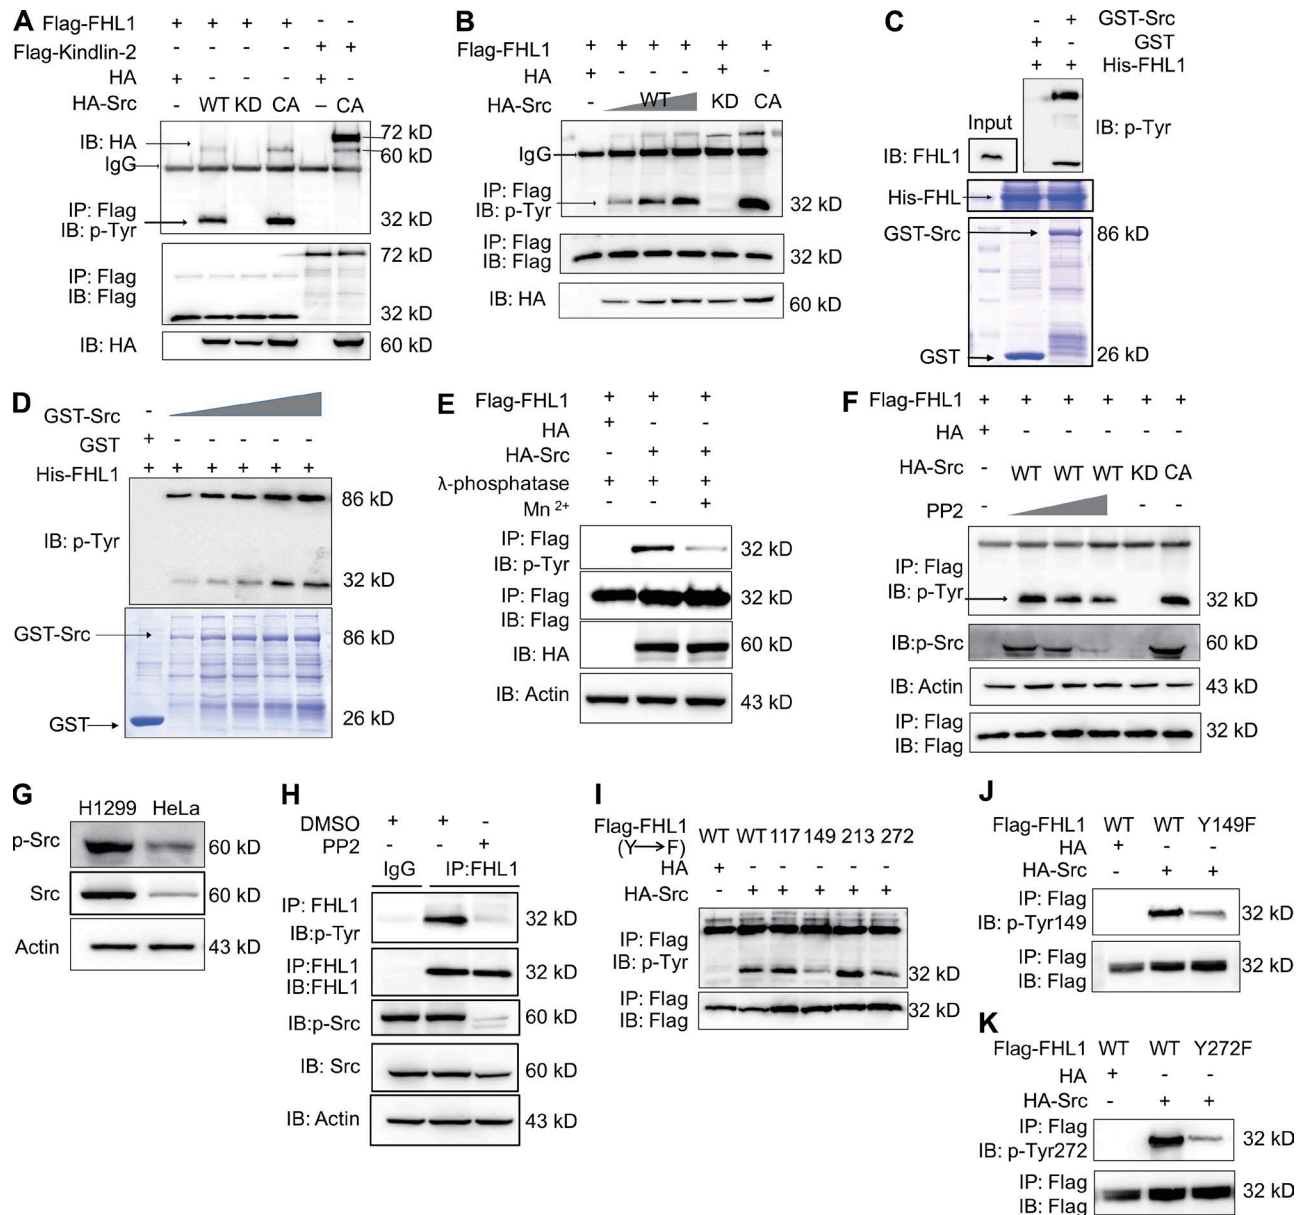 A
Flag-FHL1 + + + + - -
Flag-Kindlin-2 - - - - + +
HA + - - - + -
HA-Src - WT KD CA – CA
IB: HA
72 kD
60 kD
IgG
IP: Flag
IB: p-Tyr
32 kD
IP: Flag
IB: Flag
72 kD
32 kD
IB: HA
60 kD
B
Flag-FHL1 + + + + + +
HA + - - - + -
HA-Src - WT KD CA
IgG
IP: Flag
IB: p-Tyr
32 kD
IP: Flag
IB: Flag
32 kD
IB: HA
60 kD
C
- + GST-Src
+ - GST
+ + His-FHL1
IB: p-Tyr
Input
IB: FHL1
His-FHL
GST-Src
86 kD
GST
26 kD
D
GST-Src -
GST + - - - - -
His-FHL1 + + + + + +
IB: p-Tyr
86 kD
32 kD
GST-Src
86 kD
GST
26 kD
E
Flag-FHL1 + + +
HA + - -
HA-Src - + +
λ-phosphatase + + +
Mn 2+ - - +
IP: Flag
IB: p-Tyr
32 kD
IP: Flag
IB: Flag
32 kD
IB: HA
60 kD
IB: Actin
43 kD
F
Flag-FHL1 + + + + + +
HA + - - - - -
HA-Src - WT WT WT KD CA
PP2 - - -
IP: Flag
IB: p-Tyr
32 kD
IB:p-Src
60 kD
IB: Actin
43 kD
IP: Flag
IB: Flag
32 kD
G
H1299 HeLa
p-Src
60 kD
Src
60 kD
Actin
43 kD
H
DMSO + + -
PP2 - - +
IgG IP:FHL1
IP: FHL1
IB:p-Tyr
32 kD
IP:FHL1
IB:FHL1
32 kD
IB:p-Src
60 kD
IB: Src
60 kD
IB: Actin
43 kD
I
Flag-FHL1 WT WT 117 149 213 272
(Y→F)
HA + - - - - -
HA-Src - + + + + +
IP: Flag
IB: p-Tyr
32 kD
IP: Flag
IB: Flag
32 kD
J
Flag-FHL1 WT WT Y149F
HA + - -
HA-Src - + +
IP: Flag
IB: p-Tyr149
32 kD
IP: Flag
IB: Flag
32 kD
K
Flag-FHL1 WT WT Y272F
HA + - -
HA-Src - + +
IP: Flag
IB: p-Tyr272
32 kD
IP: Flag
IB: Flag
32 kD